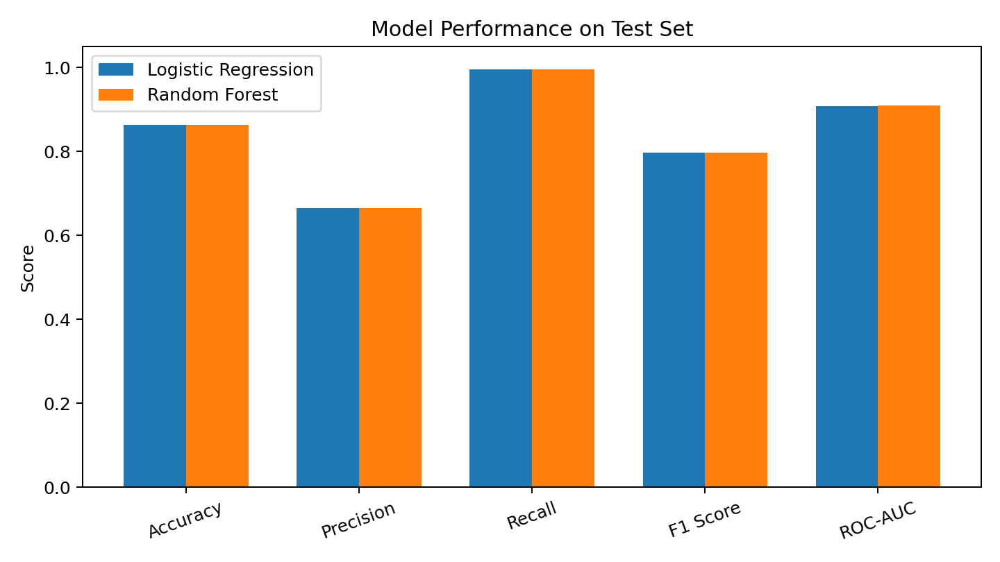 Model Performance on Test Set
Logistic Regression
Random Forest
Score
1.0
0.8
0.6
0.4
0.2
0.0
Accuracy
Precision
Recall
F1 Score
ROC-AUC